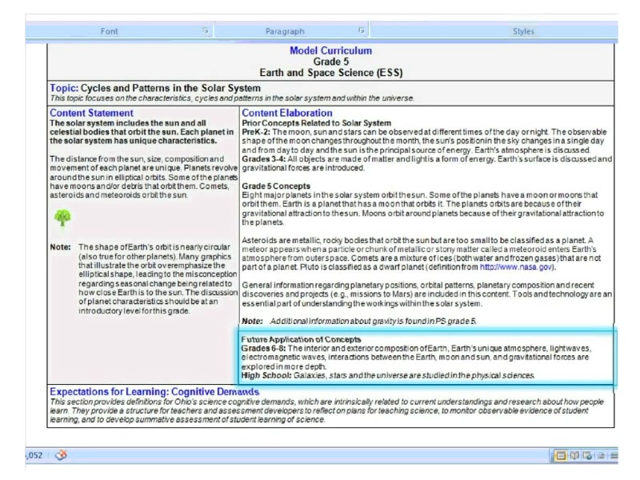 Font
Paragraph
Styles
Model Curriculum
Grade 5
Earth and Space Science (ESS)
Topic: Cycles and Patterns in the Solar System
This topic focuses on the characteristics, cycles and patterns in the solar system and within the universe.
Content Statement
The solar system includes the sun and all
celestial bodies that orbit the sun. Each planet in
the solar system has unique characteristics.
The distance from the sun, size, composition and
movement of each planet are unique. Planets revolve
around the sun in elliptical orbits. Some of the planets
have moons and/or debris that orbit them. Comets,
asteroids and meteoroids orbit the sun.
Note: The shape of Earth's orbit is nearly circular
(also true for other planets). Many graphics
that illustrate the orbit overemphasize the
elliptical shape, leading to the misconception
regarding seasonal change being related to
how close Earth is to the sun. The discussion
of planet characteristics should be at an
introductory level for this grade.
Content Elaboration
Prior Concepts Related to Solar System
PreK-2: The moon, sun and stars can be observed at different times of the day or night. The observable
shape of the moon changes throughout the month, the sun's position in the sky changes in a single day
and from day to day and the sun is the principal source of energy. Earth's atmosphere is discussed.
Grades 3-4: All objects are made of matter and light is a form of energy. Earth's surface is discussed and
gravitational forces are introduced.
Grade 5 Concepts
Eight major planets in the solar system orbit the sun. Some of the planets have a moon or moons that
orbit them. Earth is a planet that has a moon that orbits it. The planets orbits are because of their
gravitational attraction to the sun. Moons orbit around planets because of their gravitational attraction to
the planets.
Asteroids are metallic, rocky bodies that orbit the sun but are too small to be classified as a planet. A
meteor appears when a particle or chunk of metallic or stony matter called a meteoroid enters Earth's
atmosphere from outer space. Comets are a mixture of ices (both water and frozen gases) that are not
part of a planet. Pluto is classified as a dwarf planet (defintion from http://www.nasa.gov).
General information regarding planetary positions, orbital patterns, planetary composition and recent
discoveries and projects (e.g., missions to Mars) are included in this content. Tools and technology are an
essential part of understanding the workings within the solar system.
Note: Additional information about gravity is found in PS grade 5.
Future Application of Concepts
Grades 6-8: The interior and exterior composition of Earth, Earth's unique atmosphere, light waves,
electromagnetic waves, interactions between the Earth, moon and sun, and gravitational forces are
explored in more depth.
High School: Galaxies, stars and the universe are studied in the physical sciences.
Expectations for Learning: Cognitive Demands
This section provides definitions for Ohio's science cognitive demands, which are intrinsically related to current understandings and research about how people
learn. They provide a structure for teachers and assessment developers to reflect on plans for teaching science, to monitor observable evidence of student
learning, and to develop summative assessment of student learning of science.
,052